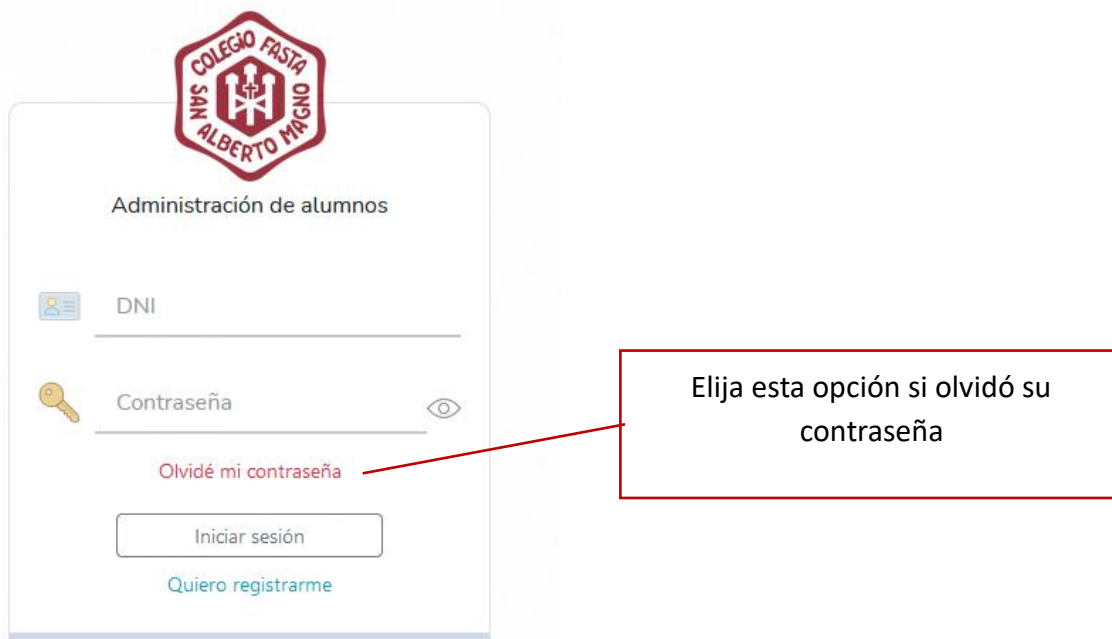 COLEGIO FASTA
SAN ALBERTO MAGNO
Administración de alumnos
DNI
Contraseña
Olvidé mi contraseña
Iniciar sesión
Quiero registrarme
Elija esta opción si olvidó su
contraseña